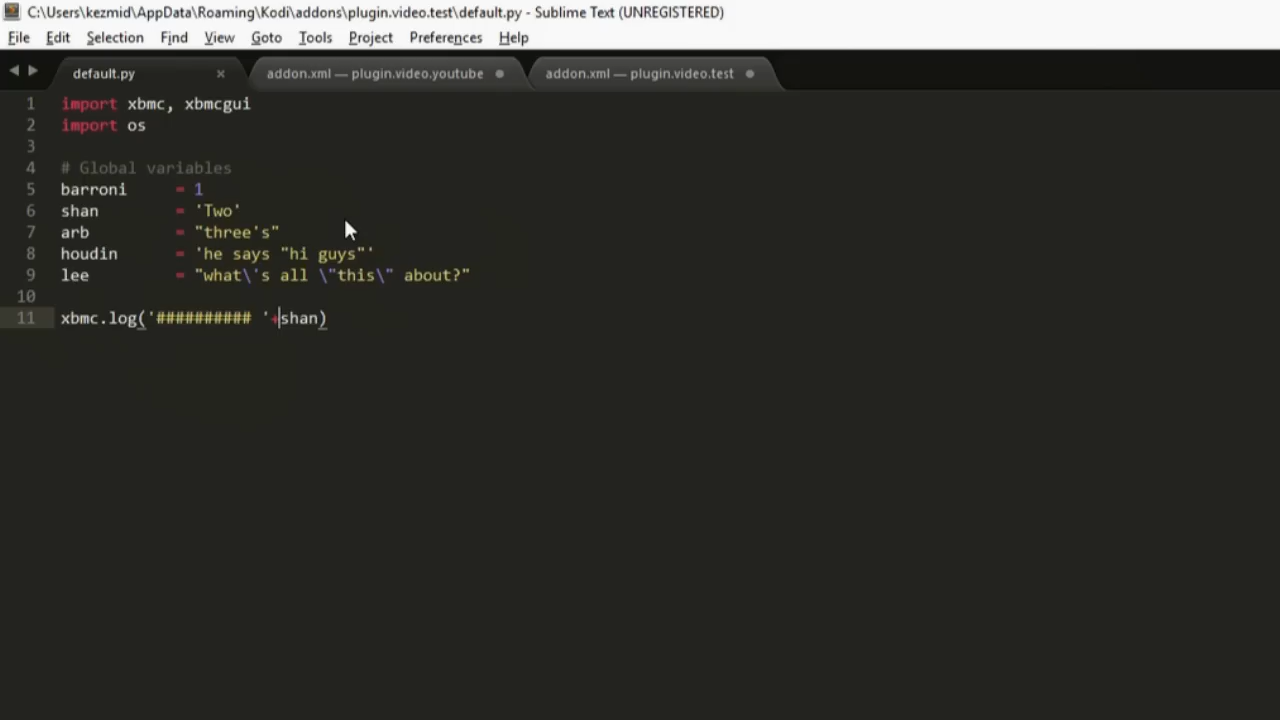 C:\Users\kezmid\AppData\Roaming\Kodi\addons\plugin.video.test\default.py - Sublime Text (UNREGISTERED)
File Edit Selection Find View Goto Tools Project Preferences Help
default.py × addon.xml — plugin.video.youtube addon.xml — plugin.video.test
1 import xbmc, xbmcgui
2 import os
3
4 # Global variables
5 barroni = 1
6 shan = 'Two'
7 arb = "three's"
8 houdin = 'he says "hi guys"'
9 lee = "what\'s all \"this\" about?"
10
11 xbmc.log('########## '+shan)